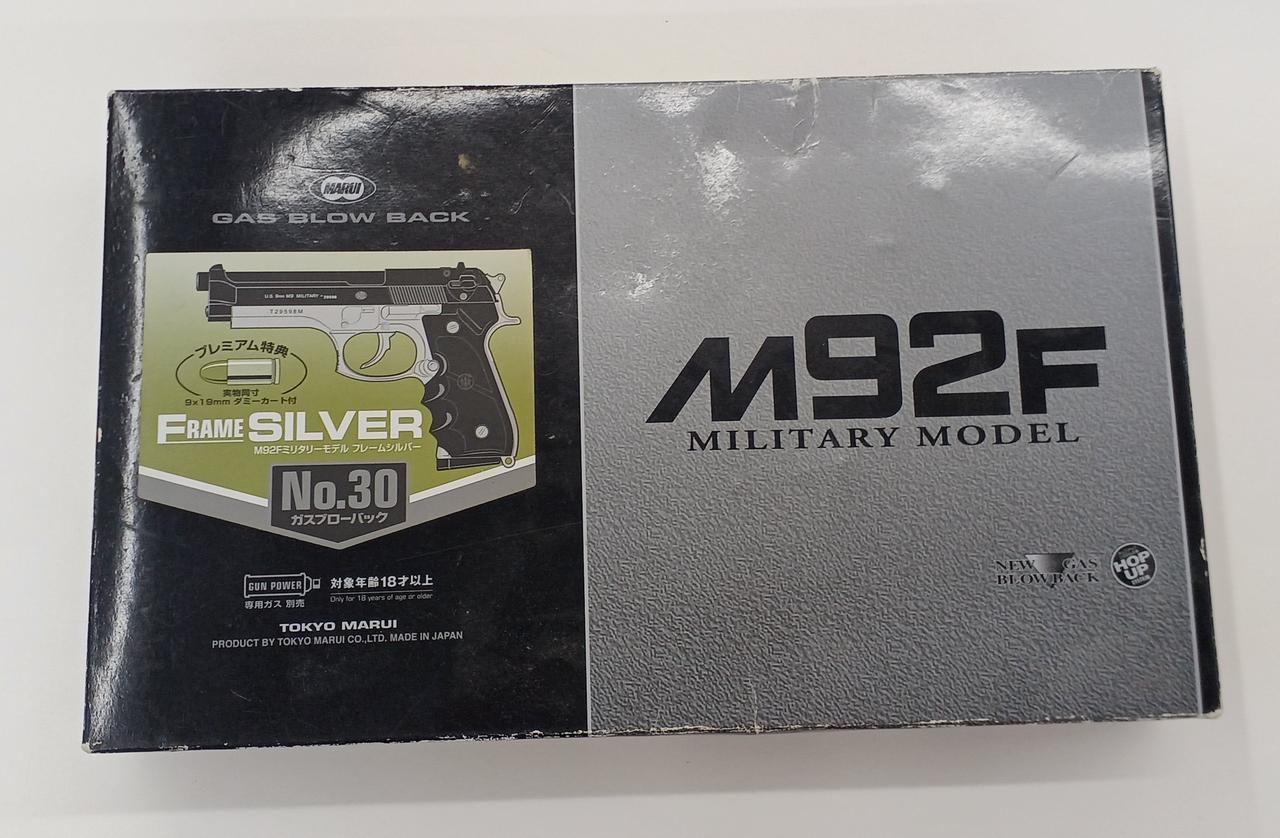 MARUI
GAS BLOW BACK
U.S. 9mm M9 MILITARY
T29598M
プレミアム特典
実物同寸
9x19mm ダミーカート付
FRAME SILVER
M92Fミリタリーモデル フレームシルバー
No.30
ガスブローバック
GUN POWER
専用ガス 別売
対象年齢18才以上
Only for 18 years of age or older
TOKYO MARUI
PRODUCT BY TOKYO MARUI CO.,LTD. MADE IN JAPAN
M92F
MILITARY MODEL
NEW GAS
BLOWBACK
HOP
UP